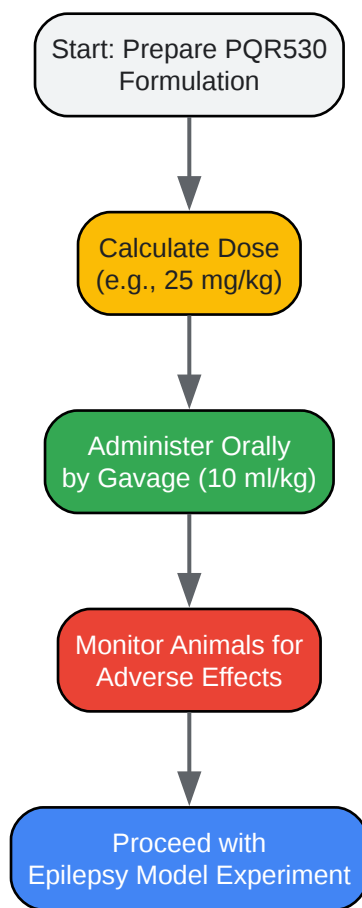 Start: Prepare PQR530
Formulation
Calculate Dose
(e.g., 25 mg/kg)
Administer Orally
by Gavage (10 ml/kg)
Monitor Animals for
Adverse Effects
Proceed with
Epilepsy Model Experiment